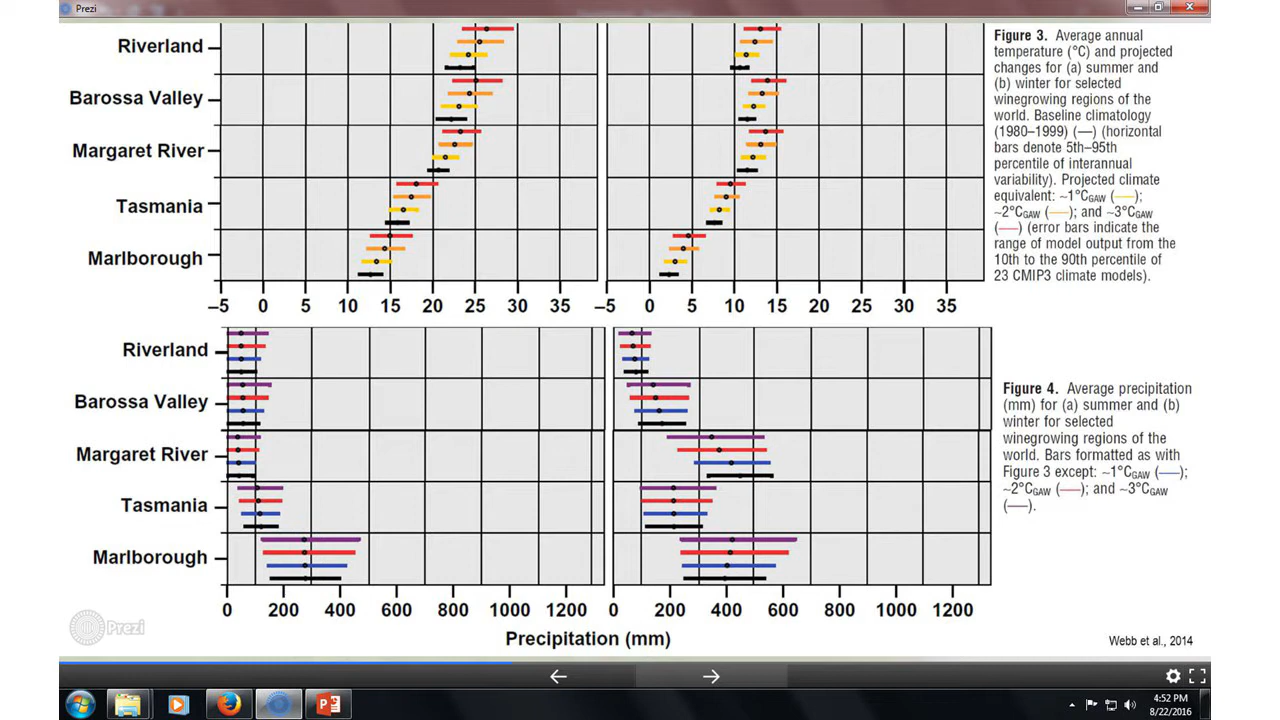 Prezi
Riverland
Barossa Valley
Margaret River
Tasmania
Marlborough
–5 0 5 10 15 20 25 30 35
–5 0 5 10 15 20 25 30 35
Figure 3. Average annual
temperature (°C) and projected
changes for (a) summer and
(b) winter for selected
winegrowing regions of the
world. Baseline climatology
(1980–1999) (—) (horizontal
bars denote 5th–95th
percentile of interannual
variability). Projected climate
equivalent: ~1°CGAW (—);
~2°CGAW (—); and ~3°CGAW
(—) (error bars indicate the
range of model output from the
10th to the 90th percentile of
23 CMIP3 climate models).
Riverland
Barossa Valley
Margaret River
Tasmania
Marlborough
0 200 400 600 800 1000 1200
0 200 400 600 800 1000 1200
Precipitation (mm)
Figure 4. Average precipitation
(mm) for (a) summer and (b)
winter for selected
winegrowing regions of the
world. Bars formatted as with
Figure 3 except: ~1°CGAW (—);
~2°CGAW (—); and ~3°CGAW
(—).
Prezi
Webb et al., 2014
4:52 PM
8/22/2016